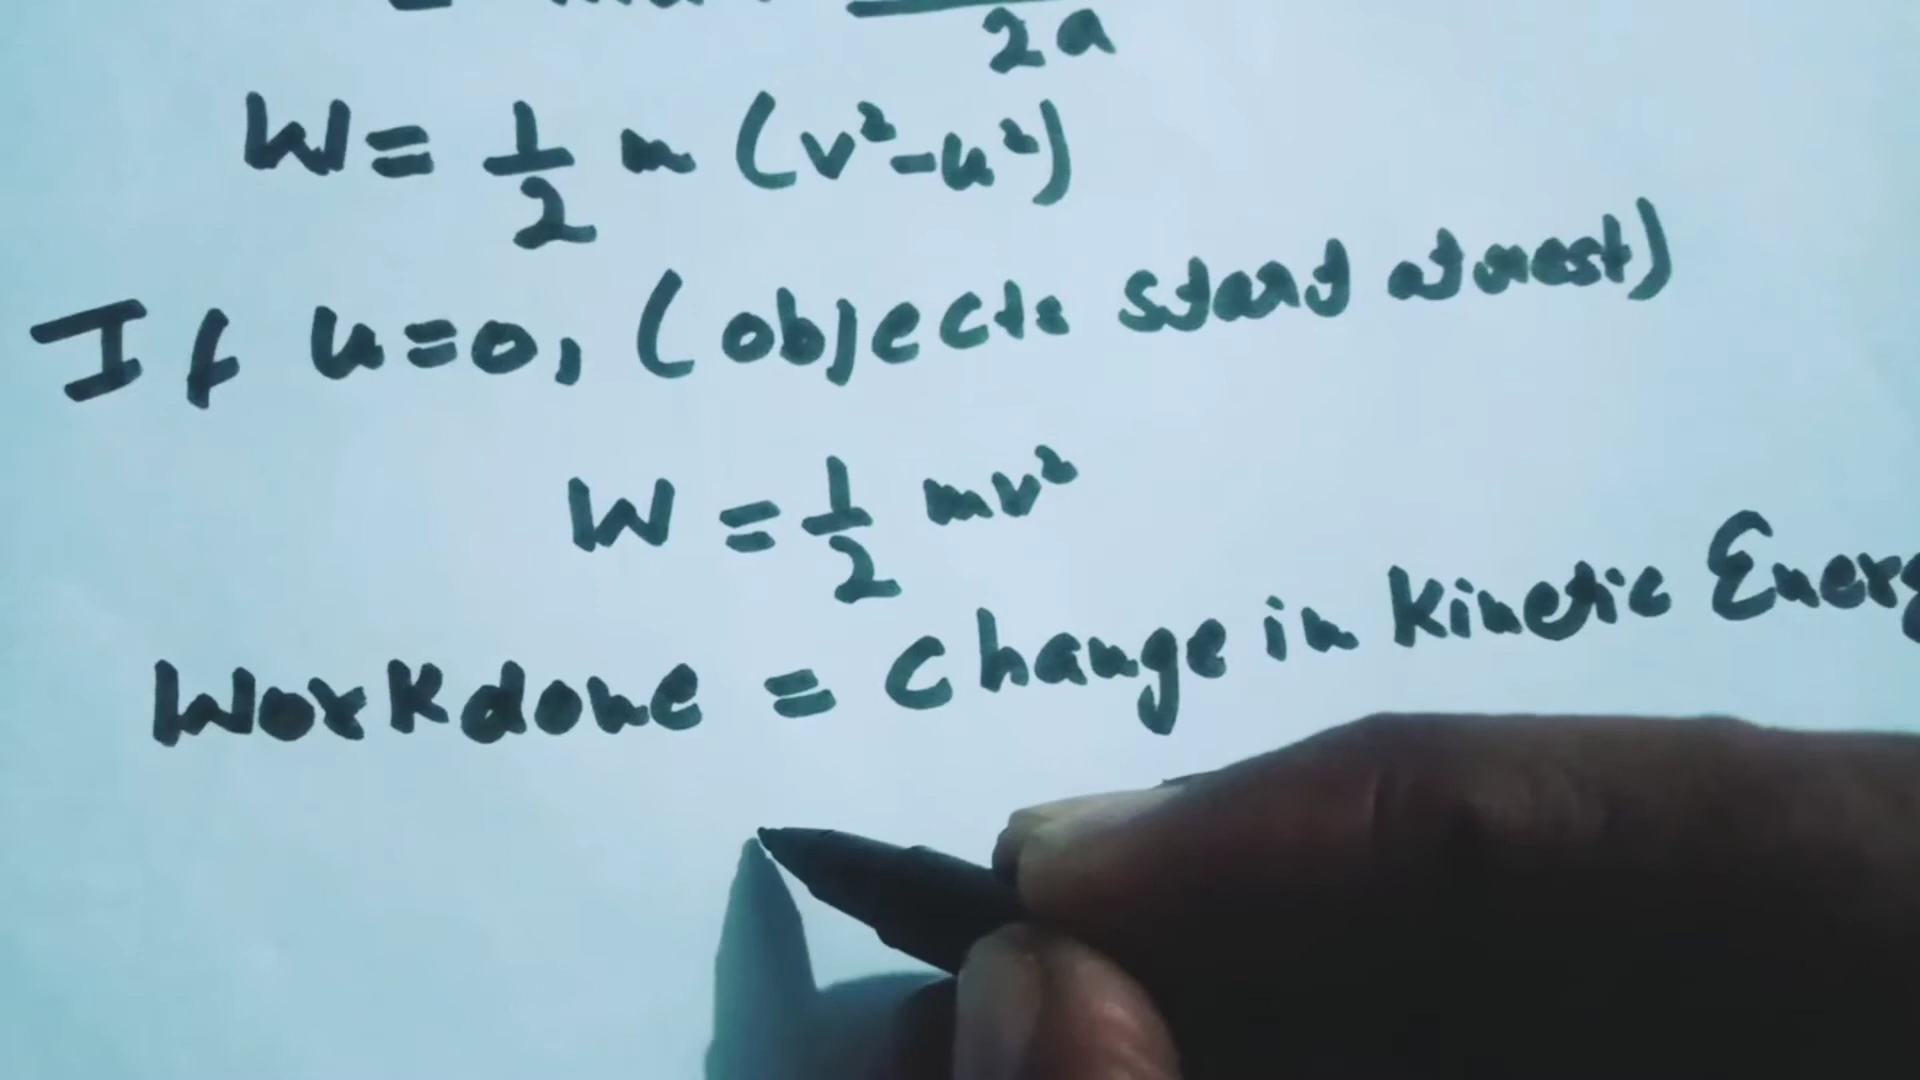 2a
W = 1/2 m (v²-u²)
If u=0, (objects start at rest)
W = 1/2 mv²
Workdone = change in kinetic Energ